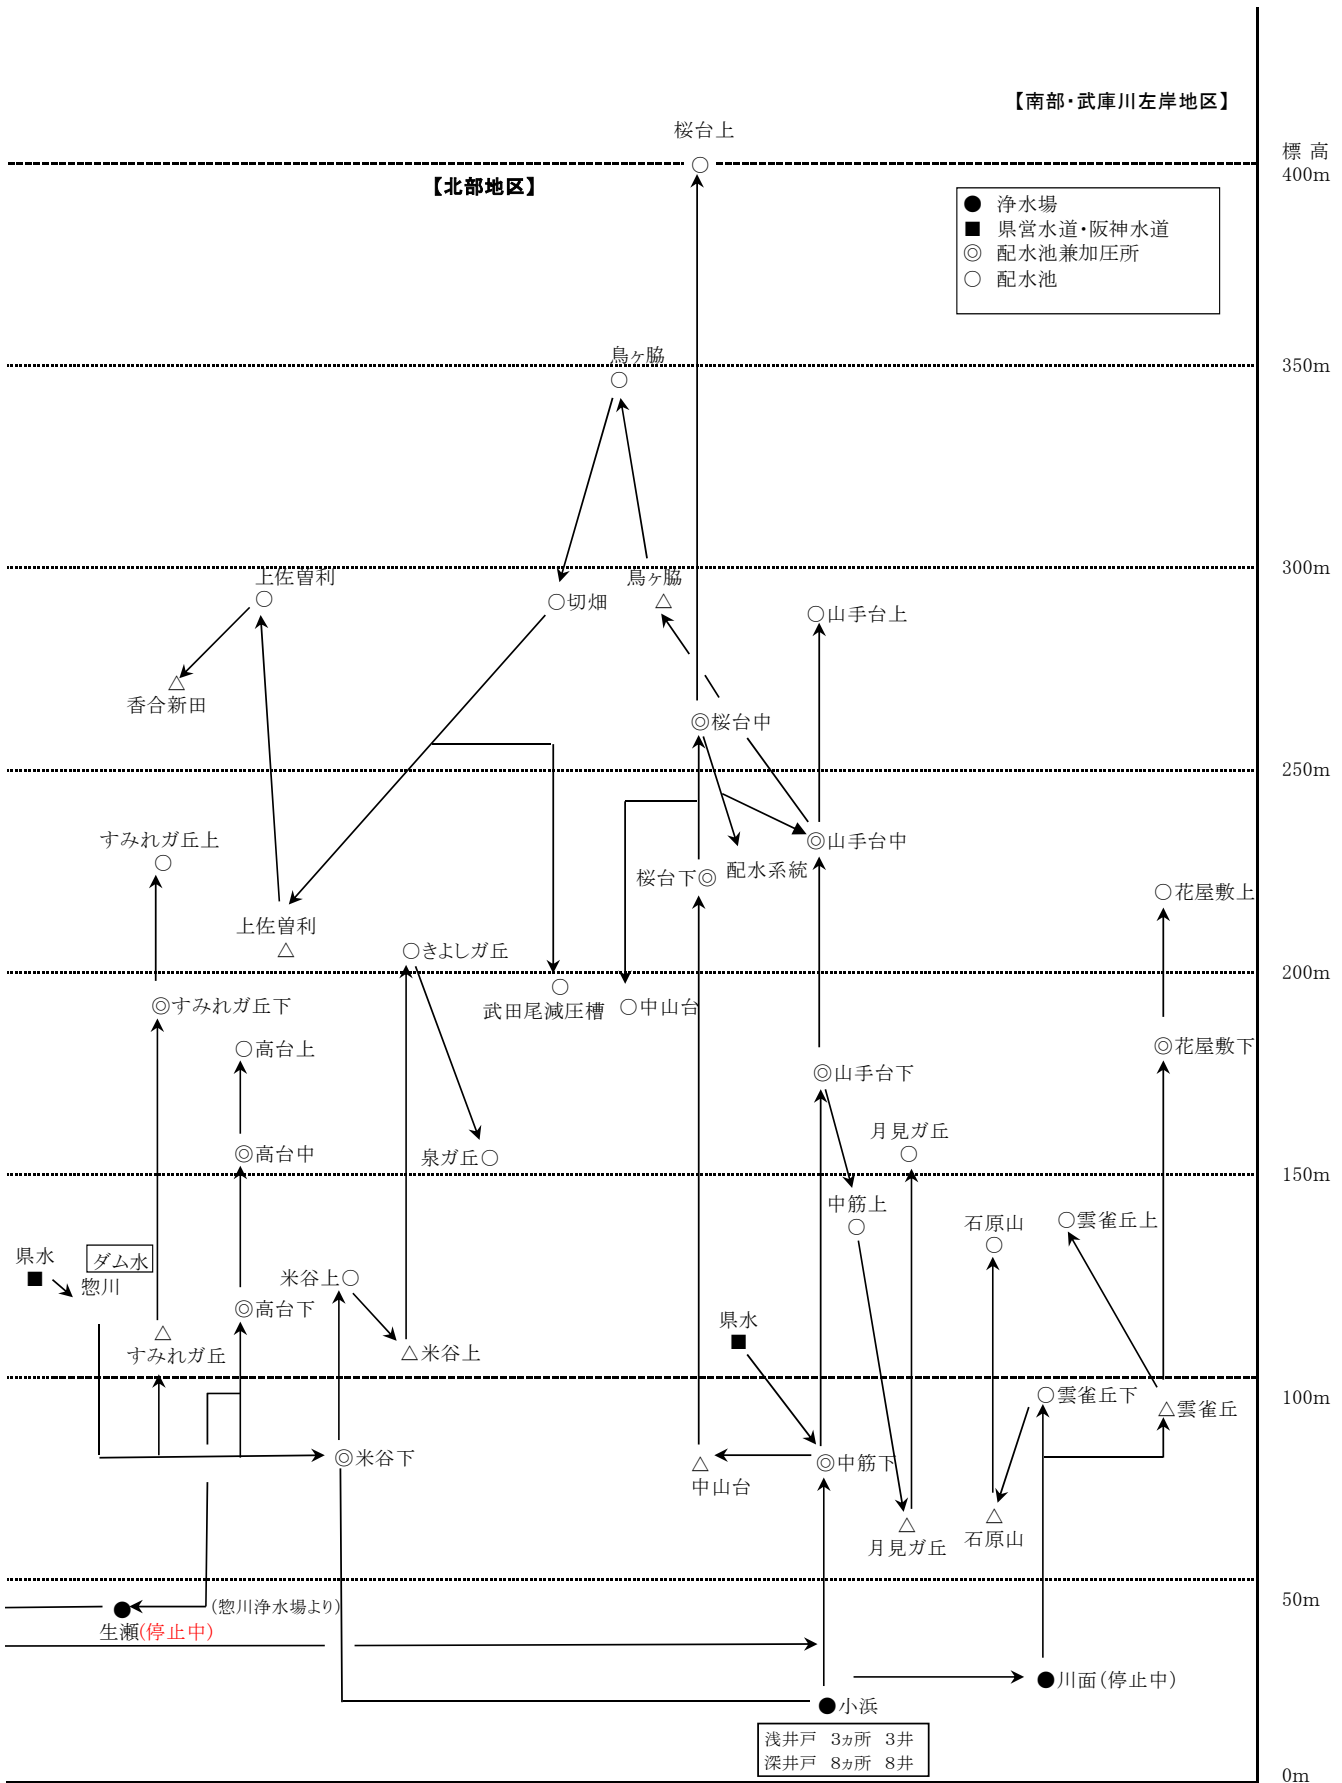 【南部・武庫川左岸地区】
桜台上
標 高
400m
【北部地区】
● 浄水場
■ 県営水道・阪神水道
◎ 配水池兼加圧所
○ 配水池
鳥ヶ脇
350m
300m
上佐曽利
鳥ヶ脇
○切畑
○山手台上
香合新田
◎桜台中
250m
すみれガ丘上
◎山手台中
配水系統
桜台下◎
○花屋敷上
上佐曽利
○きよしガ丘
200m
武田尾減圧槽
○中山台
◎すみれガ丘下
○高台上
◎花屋敷下
◎山手台下
月見ガ丘
◎高台中
泉ガ丘○
150m
中筋上
石原山
○雲雀丘上
県水
ダム水
惣川
米谷上○
◎高台下
県水
すみれガ丘
△米谷上
○雲雀丘下
100m
△雲雀丘
◎米谷下
◎中筋下
中山台
月見ガ丘
石原山
50m
(惣川浄水場より)
生瀬(停止中)
●川面(停止中)
●小浜
浅井戸 3ヵ所 3井
深井戸 8ヵ所 8井
0m